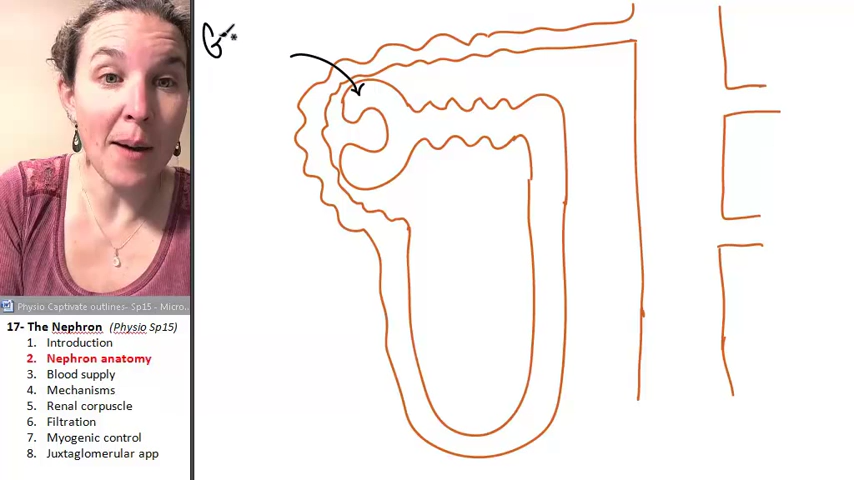 Physio Captivate outlines- Sp15 - Micro...
17- The Nephron (Physio Sp15)
1. Introduction
2. Nephron anatomy
3. Blood supply
4. Mechanisms
5. Renal corpuscle
6. Filtration
7. Myogenic control
8. Juxtaglomerular app